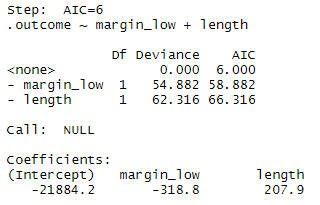 Step:  AIC=6
.outcome ~ margin_low + length
Df Deviance    AIC
<none>            0.000  6.000
- margin_low  1   54.882 58.882
- length      1   62.316 66.316
Call:  NULL
Coefficients:
(Intercept)   margin_low       length
-21884.2       -318.8        207.9